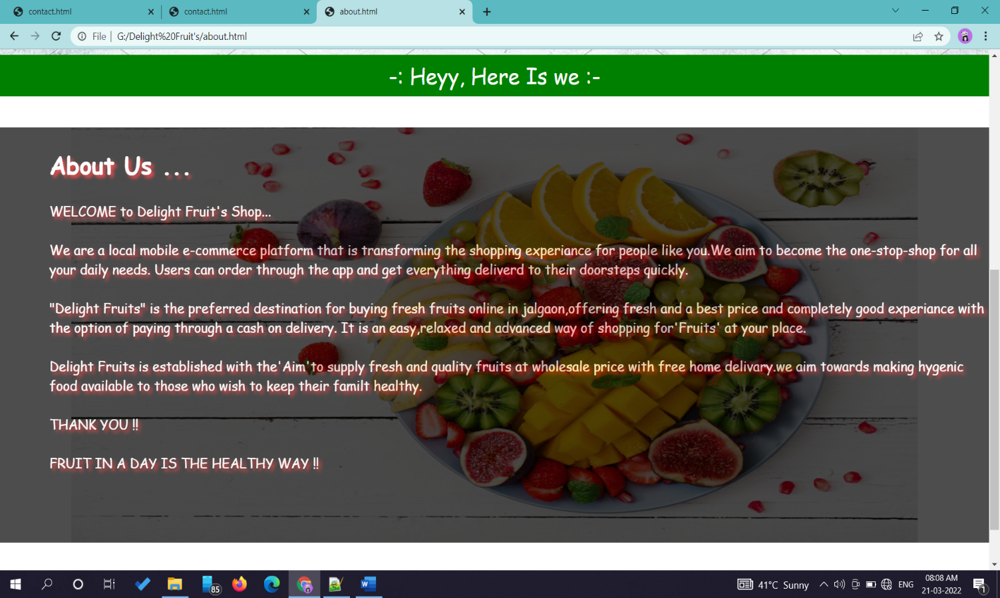 contact.html
contact.html
about.html
File
G:/Delight%20Fruit's/about.html
-: Heyy, Here Is we :-
About Us ...
WELCOME to Delight Fruit's Shop...
We are a local mobile e-commerce platform that is transforming the shopping experiance for people like you.We aim to become the one-stop-shop for all
your daily needs. Users can order through the app and get everything deliverd to their doorsteps quickly.
"Delight Fruits" is the preferred destination for buying fresh fruits online in jalgaon,offering fresh and a best price and completely good experiance with
the option of paying through a cash on delivery. It is an easy,relaxed and advanced way of shopping for'Fruits' at your place.
Delight Fruits is established with the'Aim'to supply fresh and quality fruits at wholesale price with free home delivary.we aim towards making hygenic
food available to those who wish to keep their familt healthy.
THANK YOU !!
FRUIT IN A DAY IS THE HEALTHY WAY !!
85
41°C Sunny
ENG
08:08 AM
21-03-2022
1